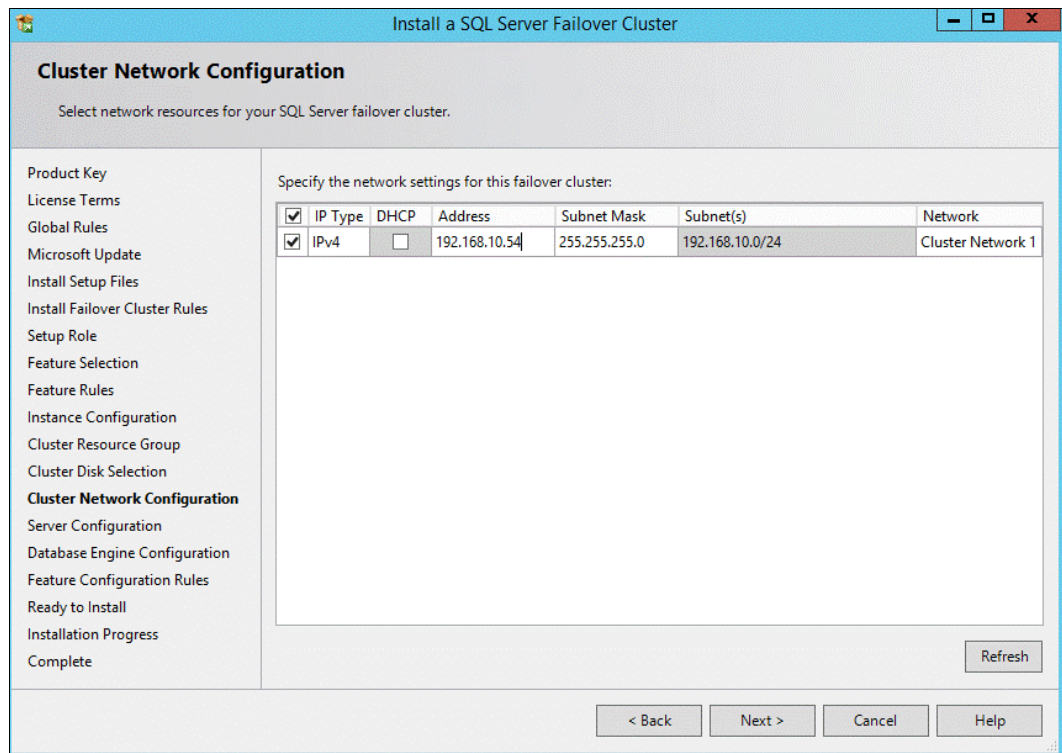 Install a SQL Server Failover Cluster
Cluster Network Configuration
Select network resources for your SQL Server failover cluster.
Product Key
License Terms
Global Rules
Microsoft Update
Install Setup Files
Install Failover Cluster Rules
Setup Role
Feature Selection
Feature Rules
Instance Configuration
Cluster Resource Group
Cluster Disk Selection
Cluster Network Configuration
Server Configuration
Database Engine Configuration
Feature Configuration Rules
Ready to Install
Installation Progress
Complete
Specify the network settings for this failover cluster:
IP Type DHCP Address Subnet Mask Subnet(s) Network
IPv4 192.168.10.54 255.255.255.0 192.168.10.0/24 Cluster Network 1
Refresh
< Back Next > Cancel Help